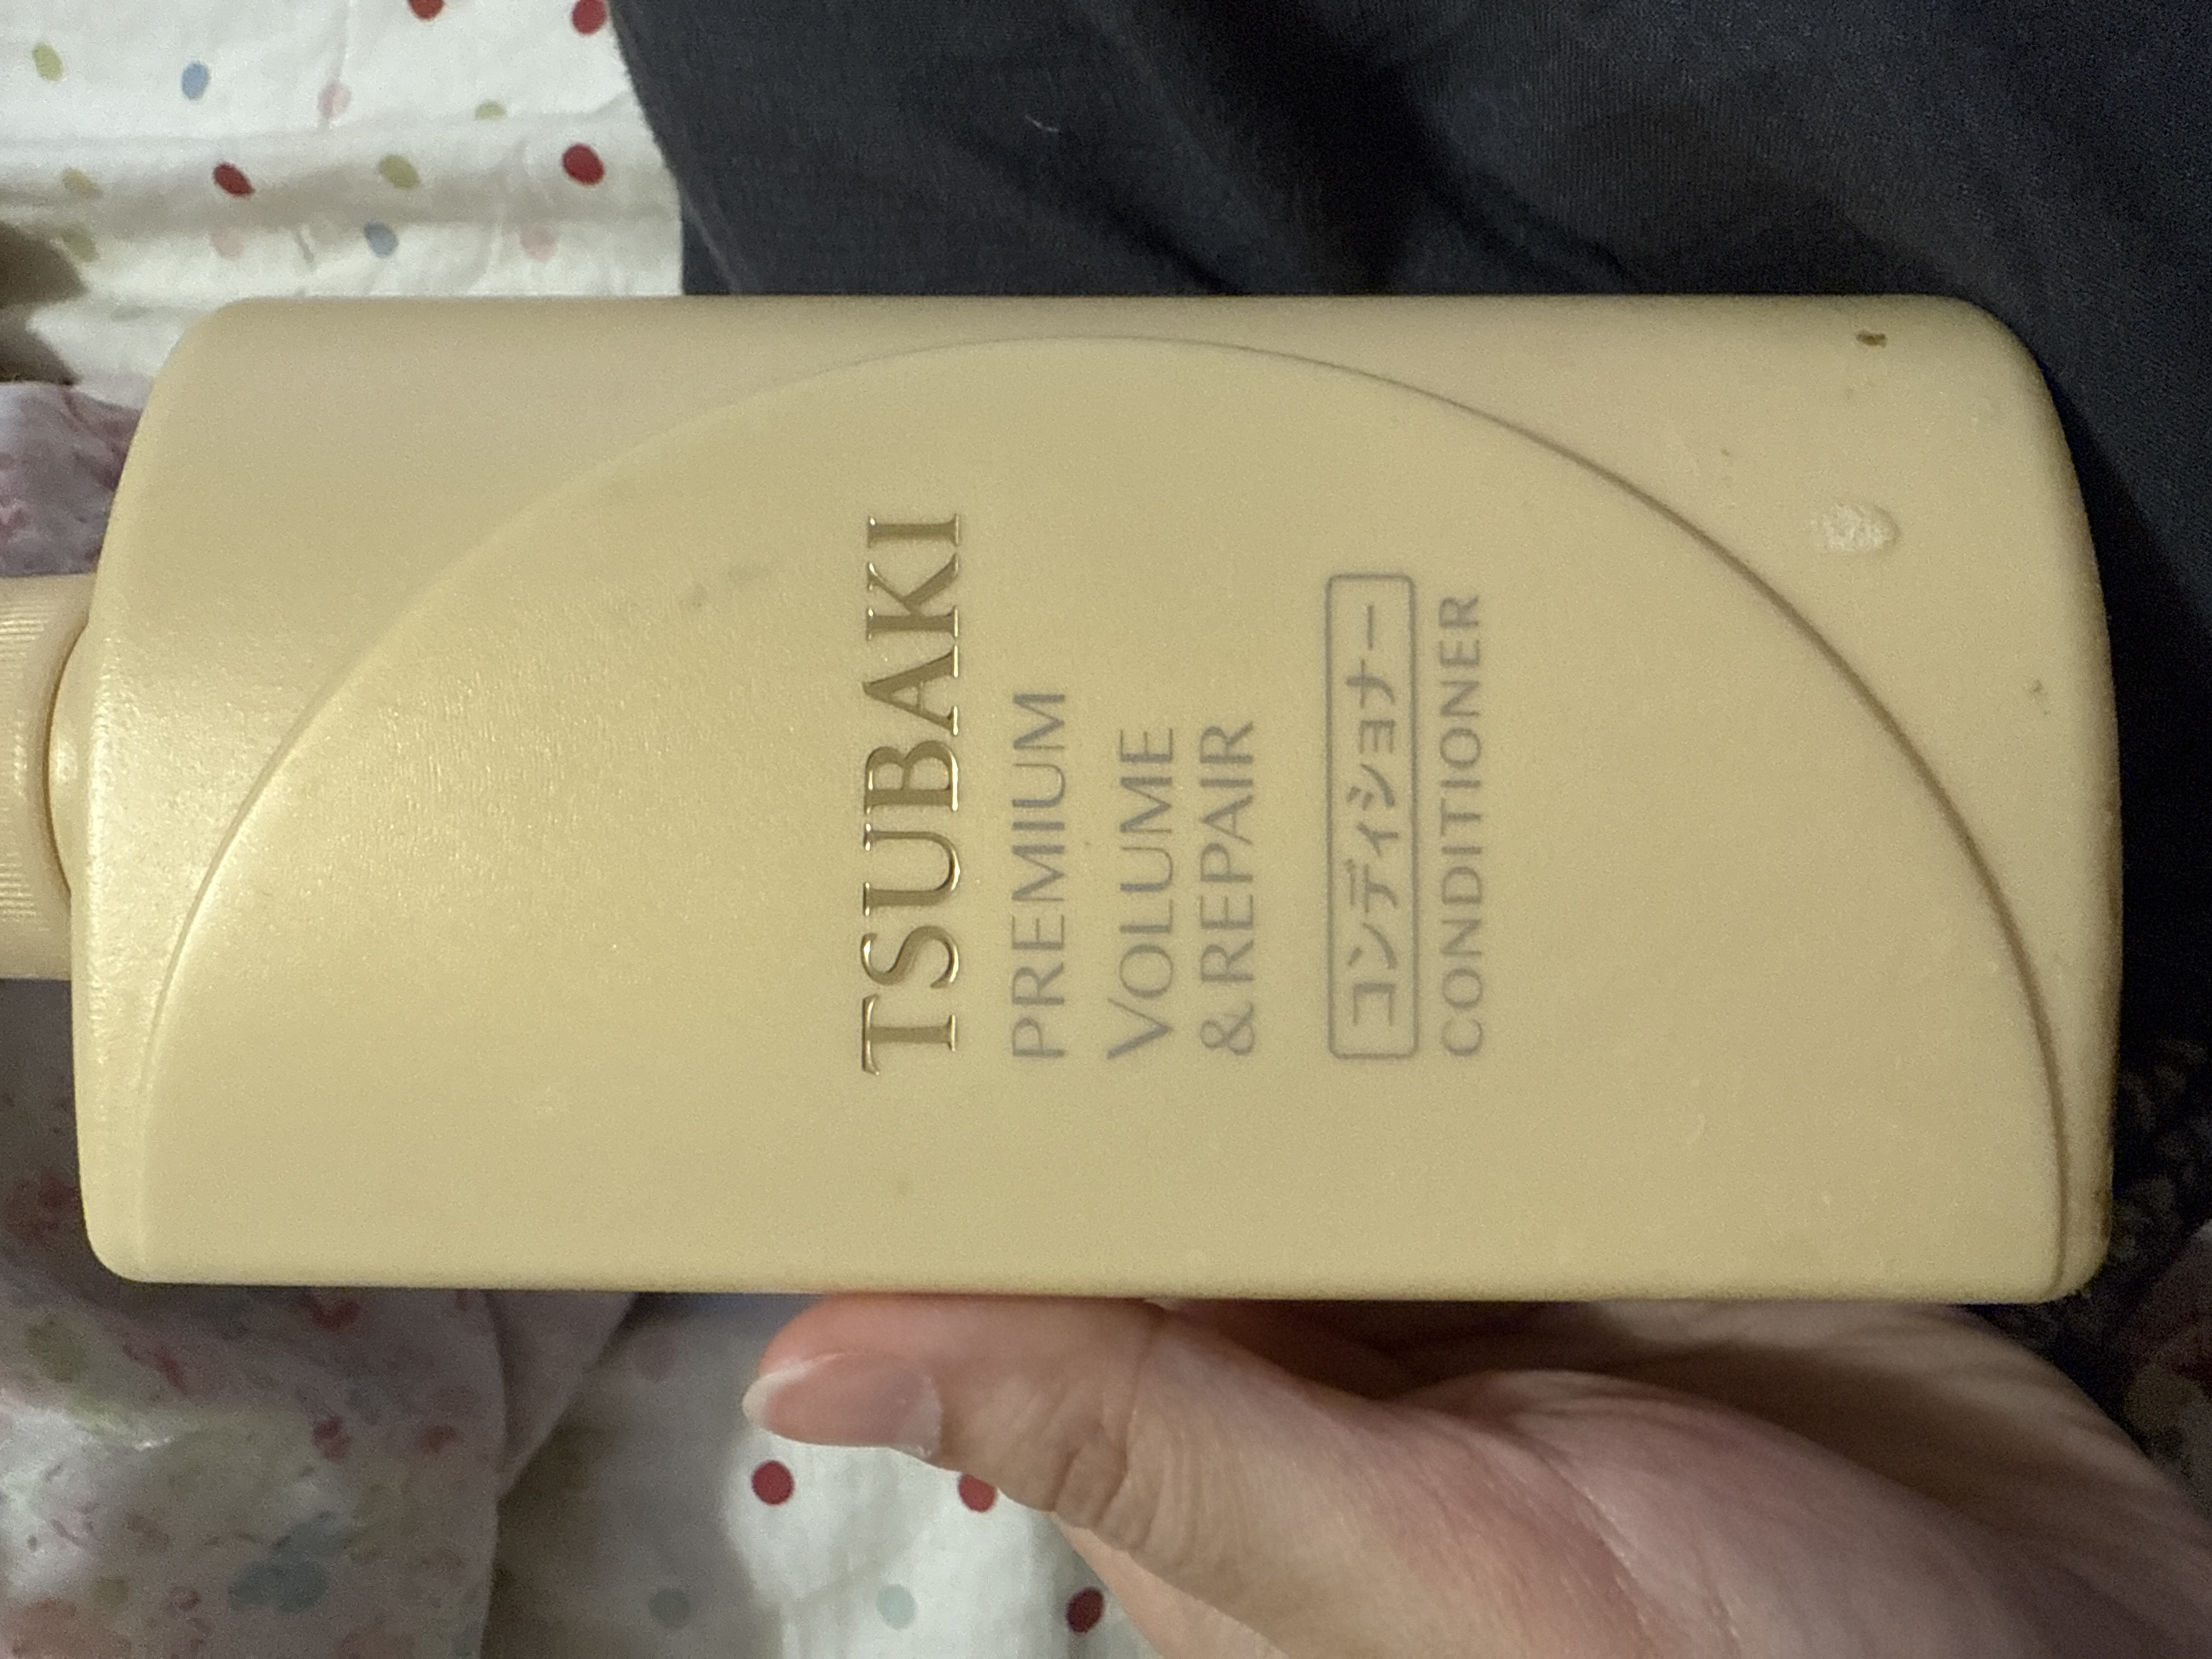 TSUBAKI
PREMIUM
VOLUME
&REPAIR
コンディショナー
CONDITIONER